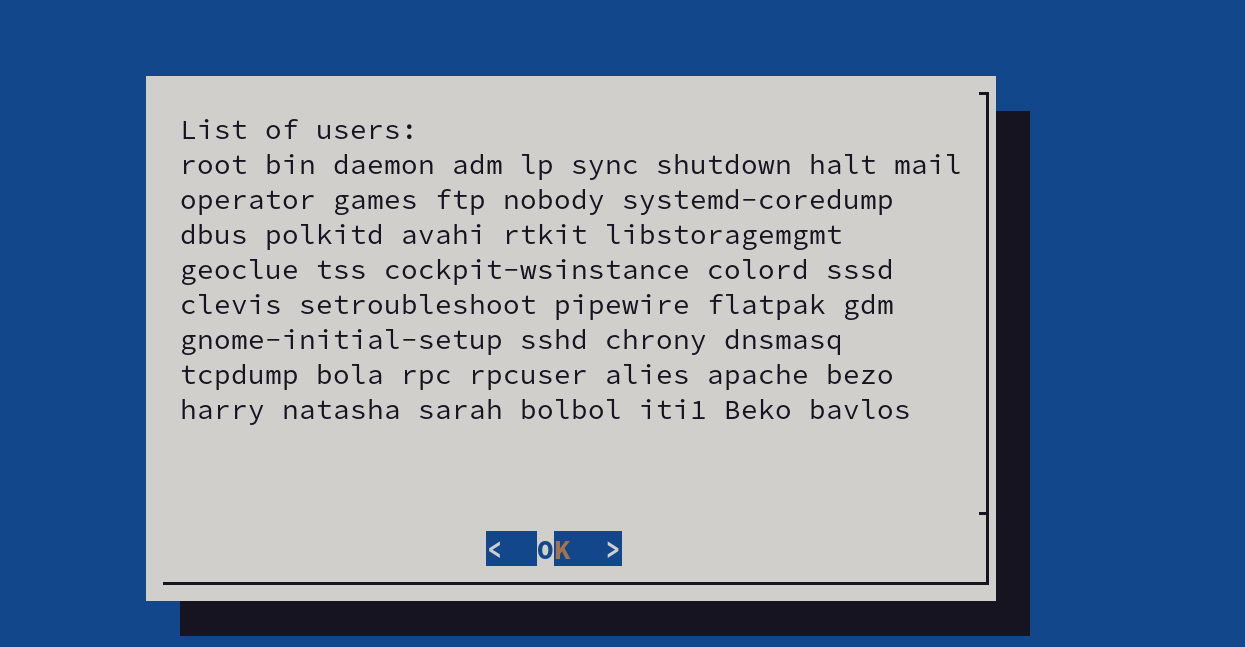 List of users:
root bin daemon adm lp sync shutdown halt mail
operator games ftp nobody systemd-coredump
dbus polkitd avahi rtkit libstoragemgmt
geoclue tss cockpit-wsinstance colord sssd
clevis setroubleshoot pipewire flatpak gdm
gnome-initial-setup sshd chrony dnsmasq
tcpdump bola rpc rpcuser alies apache bezo
harry natasha sarah bolbol iti1 Beko bavlos
<  OK  >